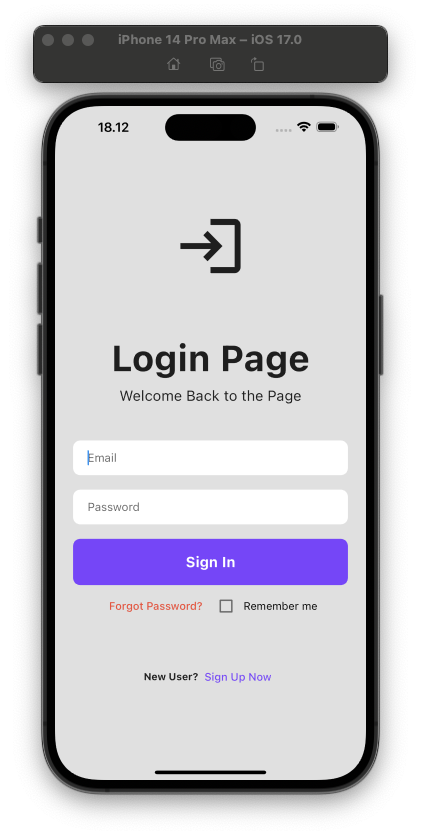 iPhone 14 Pro Max – iOS 17.0
18.12
Login Page
Welcome Back to the Page
Email
Password
Sign In
Forgot Password? Remember me
New User? Sign Up Now